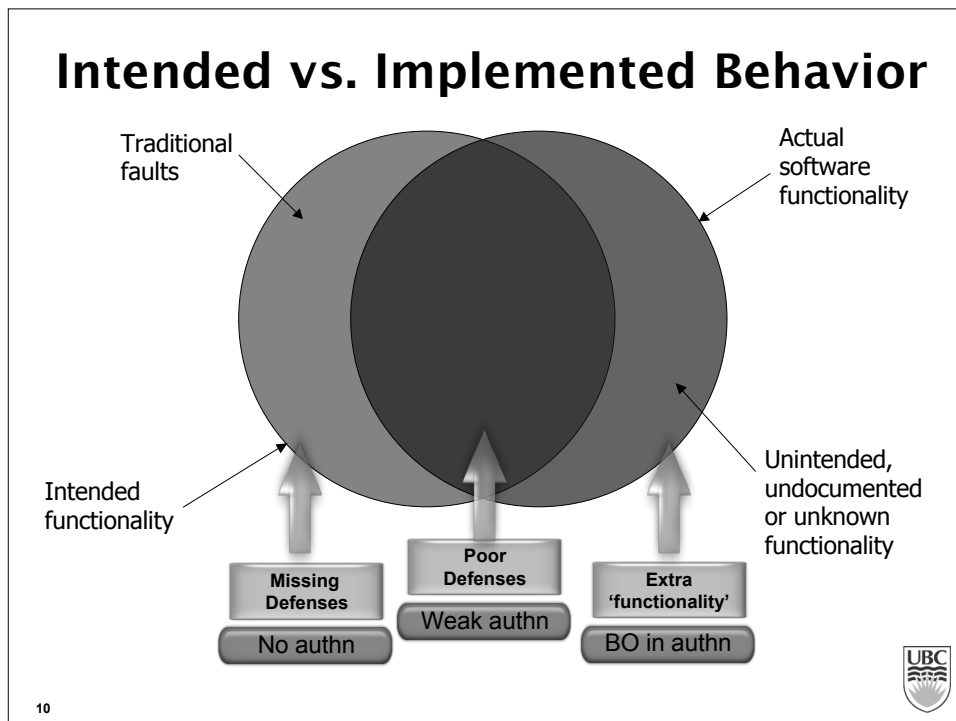 Intended vs. Implemented Behavior
Traditional
faults
Actual
software
functionality
Intended
functionality
Unintended,
undocumented
or unknown
functionality
Missing
Defenses
No authn
Poor
Defenses
Weak authn
Extra
‘functionality’
BO in authn
10
UBC